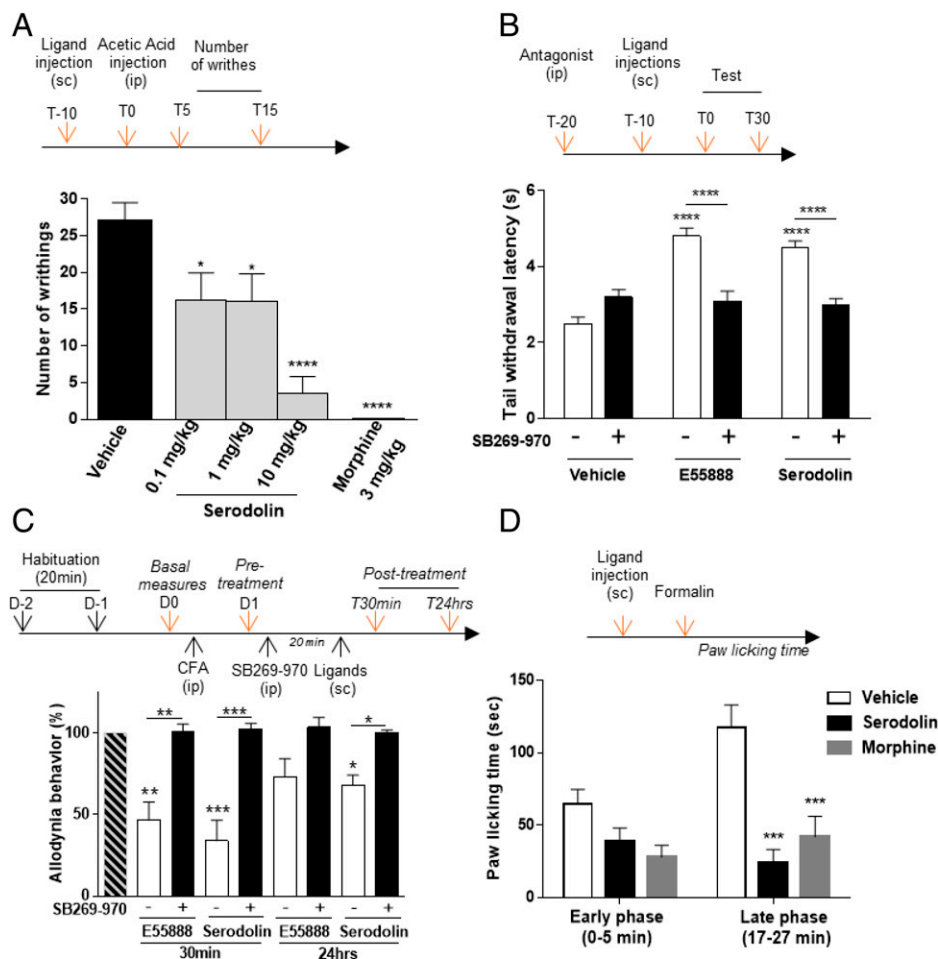 A
Ligand injection (sc)
Acetic Acid injection (ip)
Number of writhes
T-10
T0
T5
T15
Number of writhings
30
25
20
15
10
5
0
*
*
****
****
Vehicle
0.1 mg/kg
1 mg/kg
10 mg/kg
Morphine
3 mg/kg
Serodolin
B
Antagonist (ip)
Ligand injections (sc)
Test
T-20
T-10
T0
T30
Tail withdrawal latency (s)
6
4
2
0
****
****
****
****
SB269-970
- + - + - +
Vehicle
E55888
Serodolin
C
Habituation (20min)
Basal measures
Pre-treatment
Post-treatment
D-2
D-1
D0
D1
T30min
T24hrs
20 min
CFA (ip)
SB269-970 (ip)
Ligands (sc)
Allodynia behavior (%)
100
50
0
**
**
***
***
*
*
SB269-970
- + - + - + - +
E55888 Serodolin E55888 Serodolin
30min 24hrs
D
Ligand injection (sc)
Formalin
Paw licking time
Paw licking time (sec)
150
100
50
0
Vehicle
Serodolin
Morphine
***
***
Early phase
(0-5 min)
Late phase
(17-27 min)